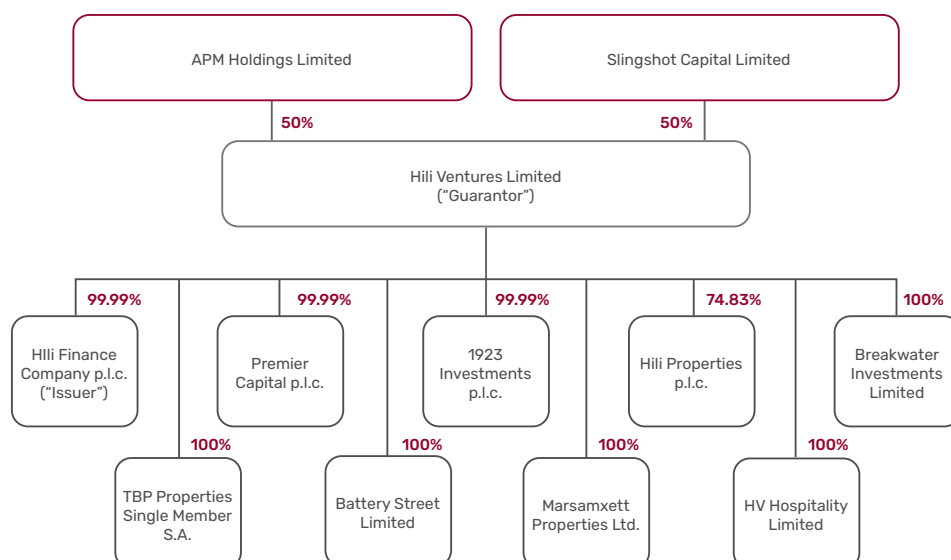 APM Holdings Limited
Slingshot Capital Limited
50%
50%
Hili Ventures Limited
(“Guarantor”)
99.99%
99.99%
99.99%
74.83%
100%
HIli Finance
Company p.l.c.
(“Issuer”)
Premier
Capital p.l.c.
1923
Investments
p.l.c.
Hili Properties
p.l.c.
Breakwater
Investments
Limited
100%
100%
100%
100%
TBP Properties
Single Member
S.A.
Battery Street
Limited
Marsamxett
Properties Ltd.
HV Hospitality
Limited